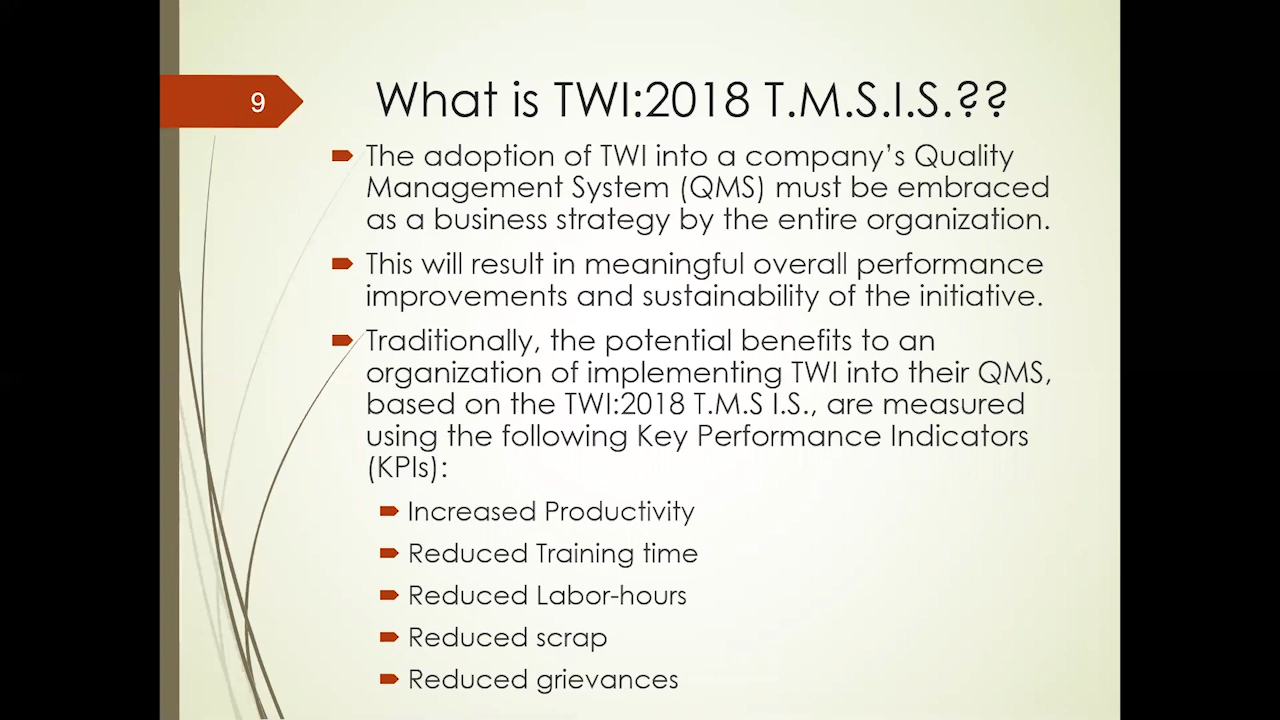 9
What is TWI:2018 T.M.S.I.S.??
The adoption of TWI into a company’s Quality
Management System (QMS) must be embraced
as a business strategy by the entire organization.
This will result in meaningful overall performance
improvements and sustainability of the initiative.
Traditionally, the potential benefits to an
organization of implementing TWI into their QMS,
based on the TWI:2018 T.M.S I.S., are measured
using the following Key Performance Indicators
(KPIs):
Increased Productivity
Reduced Training time
Reduced Labor-hours
Reduced scrap
Reduced grievances